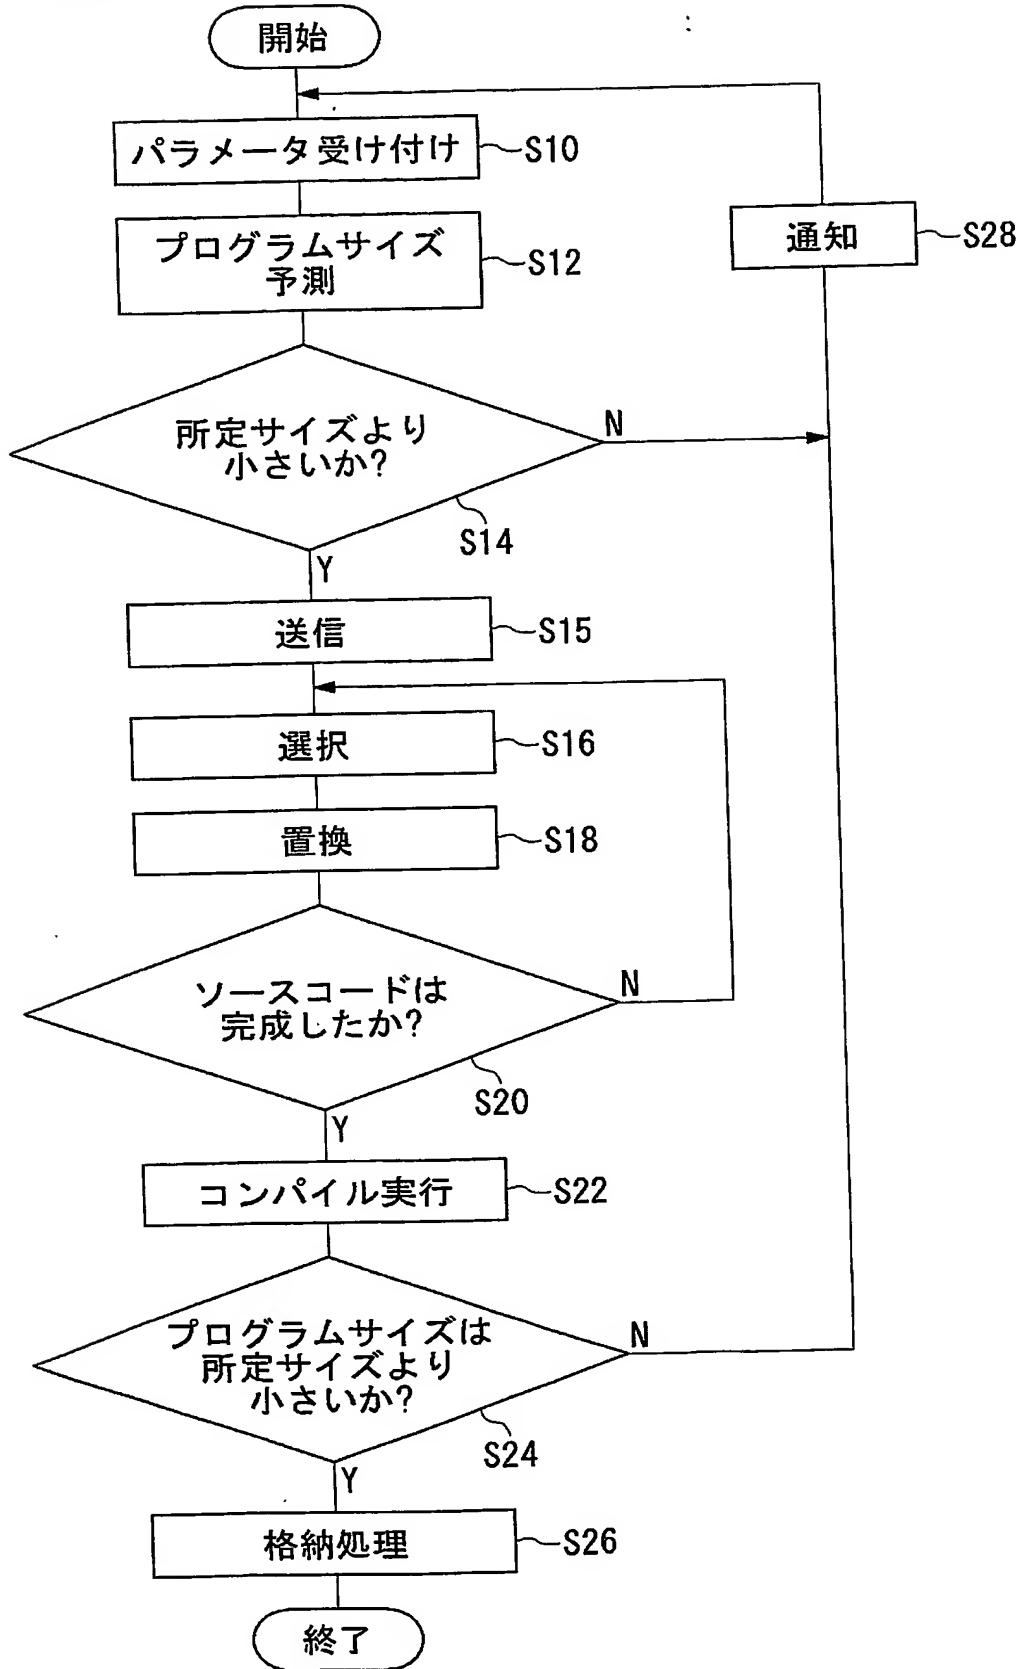 開始
パラメータ受け付け
S10
プログラムサイズ
予測
S12
通知
S28
所定サイズより
小さいか?
N
S14
Y
送信
S15
選択
S16
置換
S18
ソースコードは
完成したか?
N
S20
Y
コンパイル実行
S22
プログラムサイズは
所定サイズより
小さいか?
N
S24
Y
格納処理
S26
終了